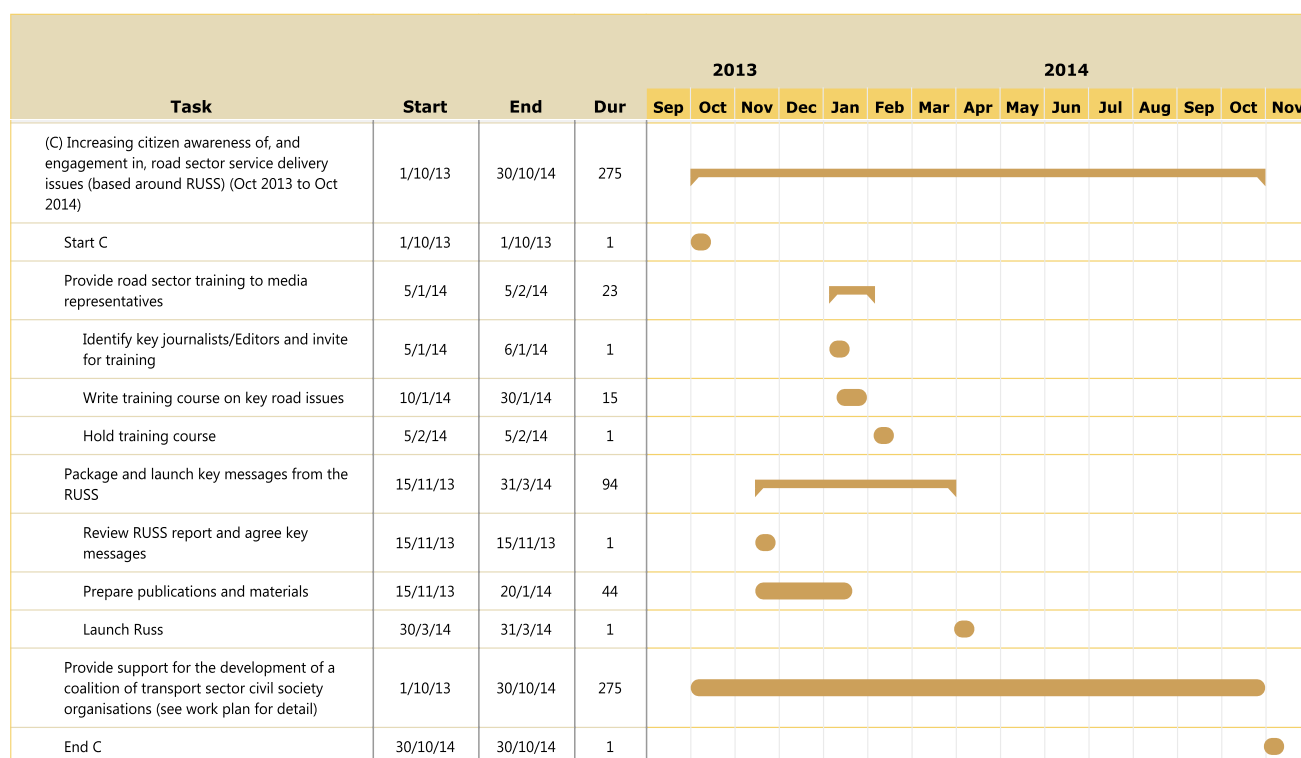 2013 2014
Task Start End Dur Sep Oct Nov Dec Jan Feb Mar Apr May Jun Jul Aug Sep Oct Nov
(C) Increasing citizen awareness of, and
engagement in, road sector service delivery
issues (based around RUSS) (Oct 2013 to Oct
2014)
1/10/13 30/10/14 275
Start C 1/10/13 1/10/13 1
Provide road sector training to media
representatives
5/1/14 5/2/14 23
Identify key journalists/Editors and invite
for training
5/1/14 6/1/14 1
Write training course on key road issues 10/1/14 30/1/14 15
Hold training course 5/2/14 5/2/14 1
Package and launch key messages from the
RUSS
15/11/13 31/3/14 94
Review RUSS report and agree key
messages
15/11/13 15/11/13 1
Prepare publications and materials 15/11/13 20/1/14 44
Launch Russ 30/3/14 31/3/14 1
Provide support for the development of a
coalition of transport sector civil society
organisations (see work plan for detail)
1/10/13 30/10/14 275
End C 30/10/14 30/10/14 1